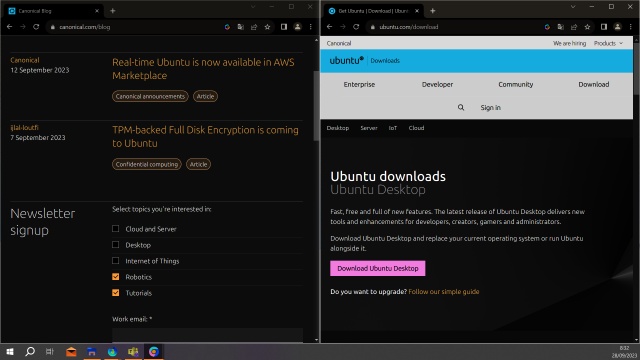 Canonical Blog
canonical.com/blog
Canonical
12 September 2023
Real-time Ubuntu is now available in AWS
Marketplace
Canonical announcements
Article
ijlal-loutfi
7 September 2023
TPM-backed Full Disk Encryption is coming
to Ubuntu
Confidential computing
Article
Newsletter
signup
Select topics you're interested in:
Cloud and Server
Desktop
Internet of Things
Robotics
Tutorials
Work email: *
Get Ubuntu | Download | Ubuntu
ubuntu.com/download
Canonical
We are hiring
Products
ubuntu
Downloads
Enterprise
Developer
Community
Download
Sign in
Desktop
Server
IoT
Cloud
Ubuntu downloads
Ubuntu Desktop
Fast, free and full of new features. The latest release of Ubuntu Desktop delivers new
tools and enhancements for developers, creators, gamers and administrators.
Download Ubuntu Desktop and replace your current operating system or run Ubuntu
alongside it.
Download Ubuntu Desktop
Do you want to upgrade? Follow our simple guide
8:32
28/09/2023